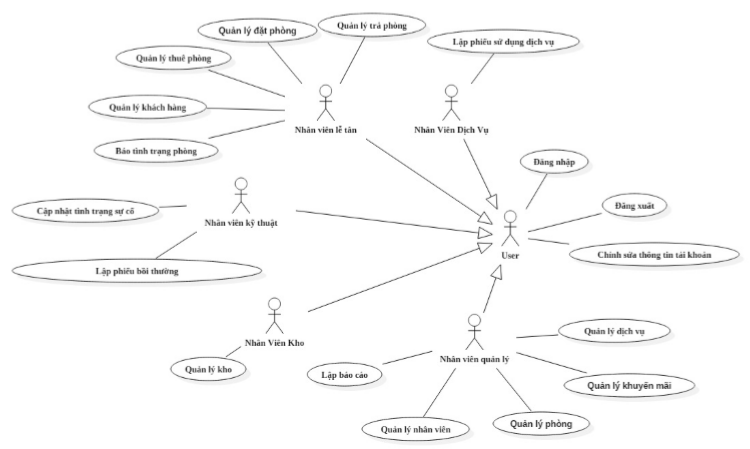 Quản lý đặt phòng
Quản lý trả phòng
Lập phiếu sử dụng dịch vụ
Quản lý thuê phòng
Quản lý khách hàng
Báo tình trạng phòng
Nhân viên lễ tân
Nhân Viên Dịch Vụ
Đăng nhập
Đăng xuất
Chỉnh sửa thông tin tài khoản
User
Cập nhật tình trạng sự cố
Nhân viên kỹ thuật
Lập phiếu bồi thường
Nhân Viên Kho
Quản lý kho
Nhân viên quản lý
Quản lý dịch vụ
Lập báo cáo
Quản lý khuyến mãi
Quản lý nhân viên
Quản lý phòng